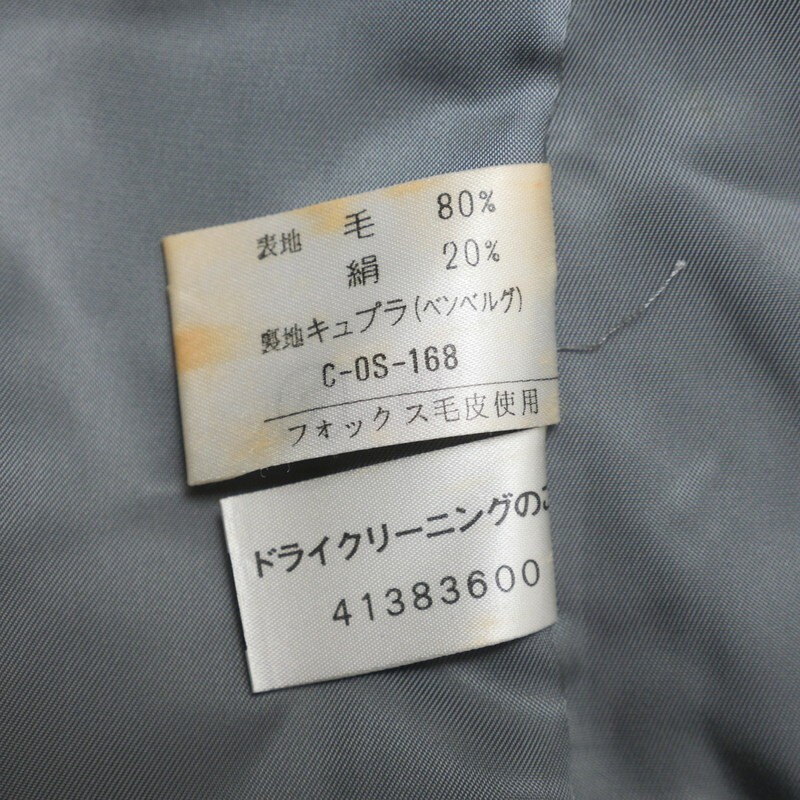 表地 毛 80%
絹 20%
裏地キュプラ(ベンベルグ)
C-OS-168
フォックス毛皮使用
ドライクリーニングの
41383600